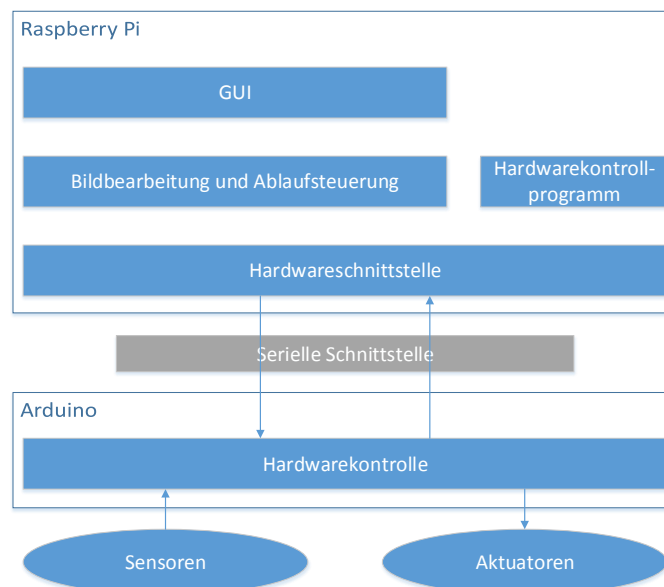 Raspberry Pi
GUI
Bildbearbeitung und Ablaufsteuerung
Hardwarekontroll-
programm
Hardwareschnittstelle
Serielle Schnittstelle
Arduino
Hardwarekontrolle
Sensoren
Aktuatoren